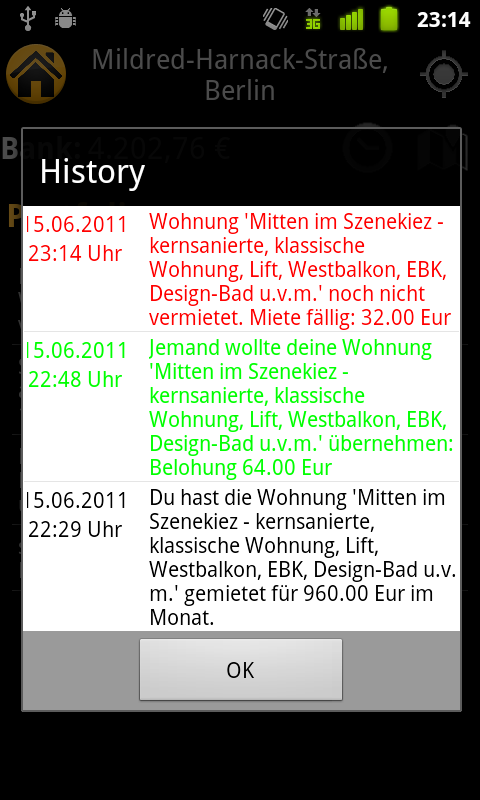 3G
23:14
Mildred-Harnack-Straße,
Berlin
Bank: 4.202,76 €
History
15.06.2011
23:14 Uhr
Wohnung 'Mitten im Szenekiez -
kernsanierte, klassische
Wohnung, Lift, Westbalkon, EBK,
Design-Bad u.v.m.' noch nicht
vermietet. Miete fällig: 32.00 Eur
15.06.2011
22:48 Uhr
Jemand wollte deine Wohnung
'Mitten im Szenekiez -
kernsanierte, klassische
Wohnung, Lift, Westbalkon, EBK,
Design-Bad u.v.m.' übernehmen:
Belohung 64.00 Eur
15.06.2011
22:29 Uhr
Du hast die Wohnung 'Mitten im
Szenekiez - kernsanierte,
klassische Wohnung, Lift,
Westbalkon, EBK, Design-Bad u.v.
m.' gemietet für 960.00 Eur im
Monat.
OK